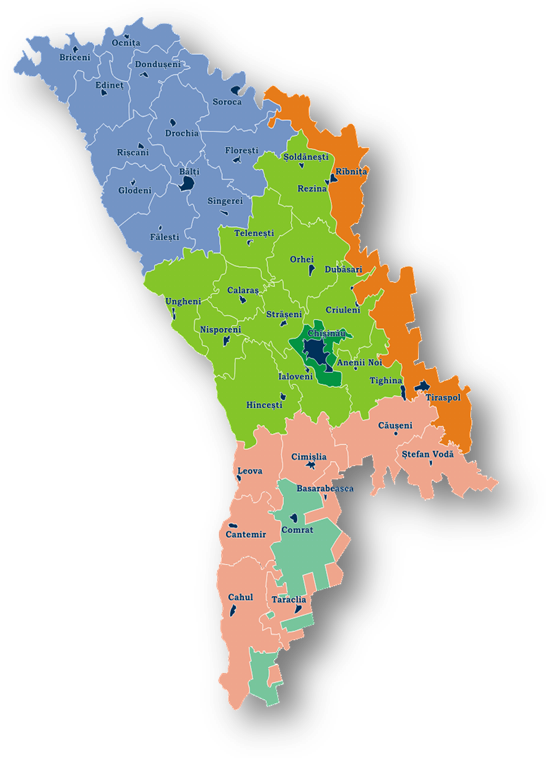 Ocnița
Briceni
Dondușeni
Edineț
Soroca
Drochia
Rîșcani
Florești
Șoldănești
Bălți
Rîbnița
Rezina
Glodeni
Sîngerei
Telenești
Fălești
Orhei
Dubăsari
Calaraș
Ungheni
Criuleni
Strășeni
Nisporeni
Chișinău
Anenii Noi
Ialoveni
Tighina
Tiraspol
Hîncești
Căușeni
Ștefan Vodă
Cimișlia
Leova
Basarabeasca
Comrat
Cantemir
Cahul
Taraclia